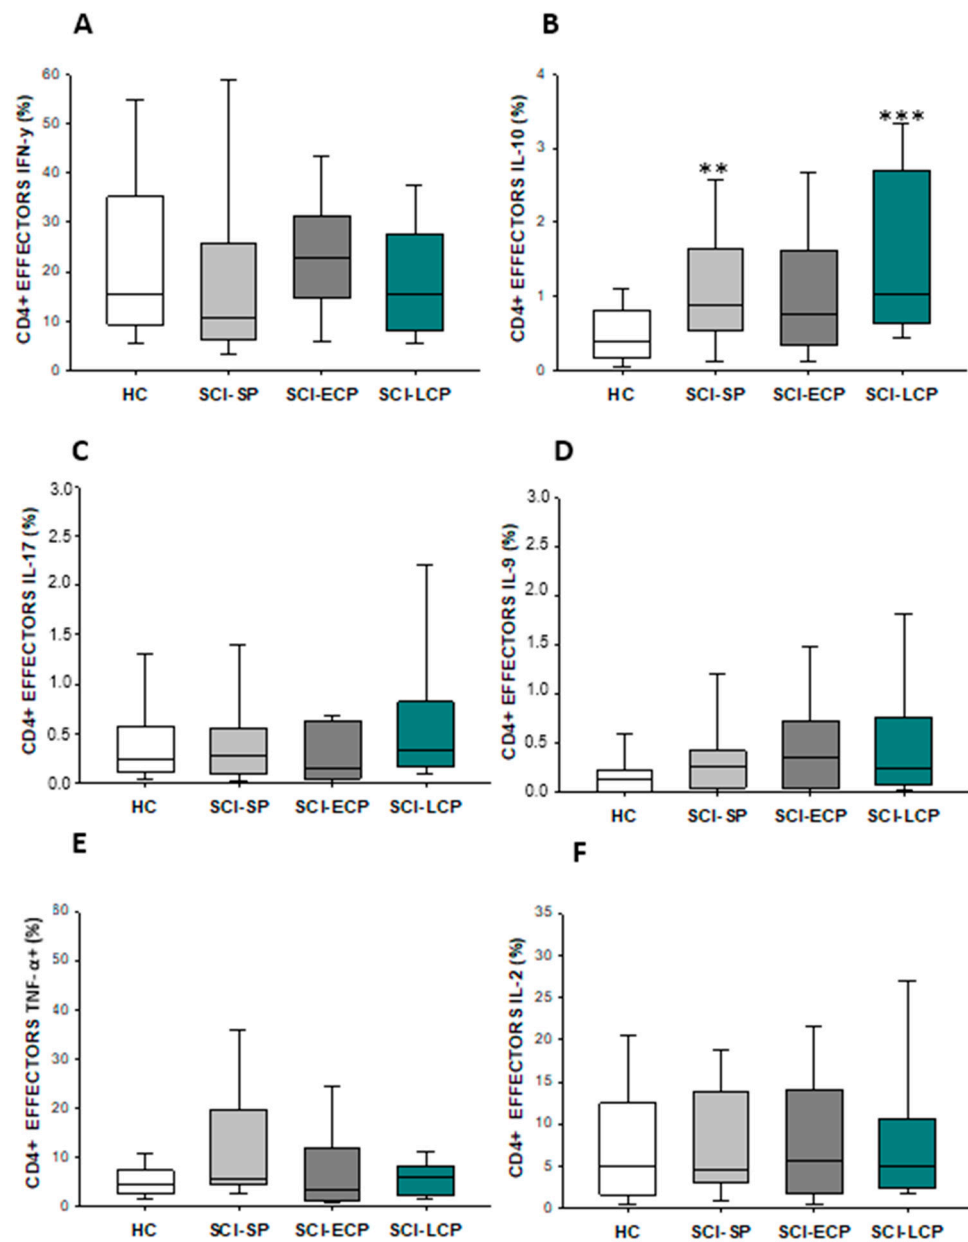 A
CD4+ EFFECTORS IFN-y (%)
60
50
40
30
20
10
0
HC SCI-SP SCI-ECP SCI-LCP
B
CD4+ EFFECTORS IL-10 (%)
4
3
2
1
0
**
***
HC SCI-SP SCI-ECP SCI-LCP
C
CD4+ EFFECTORS IL-17 (%)
3.0
2.5
2.0
1.5
1.0
0.5
0.0
HC SCI-SP SCI-ECP SCI-LCP
D
CD4+ EFFECTORS IL-9 (%)
3.0
2.5
2.0
1.5
1.0
0.5
0.0
HC SCI-SP SCI-ECP SCI-LCP
E
CD4+ EFFECTORS TNF-α+ (%)
60
50
40
30
20
10
0
HC SCI-SP SCI-ECP SCI-LCP
F
CD4+ EFFECTORS IL-2 (%)
35
30
25
20
15
10
5
0
HC SCI-SP SCI-ECP SCI-LCP